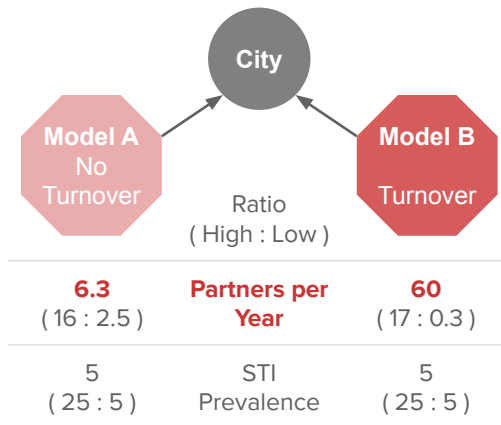 City
Model A
No
Turnover
Model B
Turnover
Ratio
( High : Low )
6.3
( 16 : 2.5 )
Partners per
Year
60
( 17 : 0.3 )
5
( 25 : 5 )
STI
Prevalence
5
( 25 : 5 )